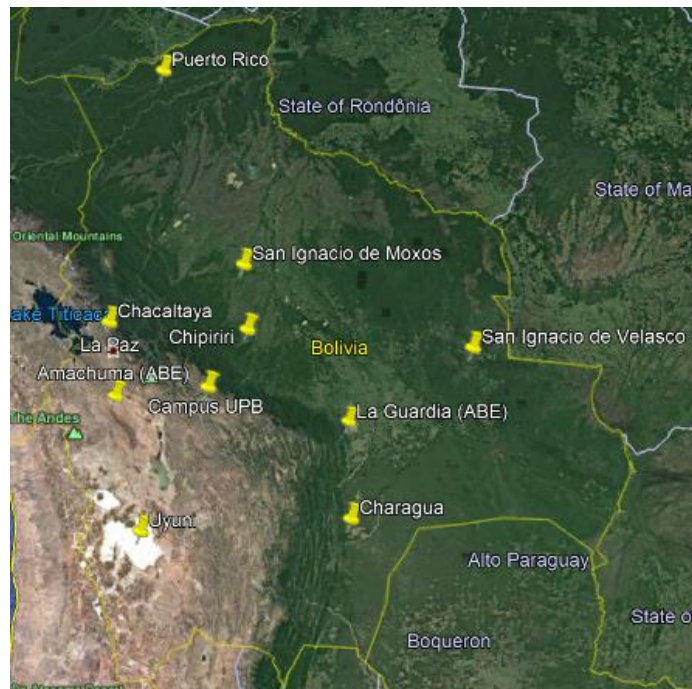 Puerto Rico
State of Rondônia
State of Ma
Oriental Mountains
San Ignacio de Moxos
ake Titicaca
Chacaltaya
Chipiriri
San Ignacio de Velasco
La Paz
Bolivia
Amachuma (ABE)
Campus UPB
La Guardia (ABE)
The Andes
Charagua
Uyuni
Alto Paraguay
State o
Boqueron